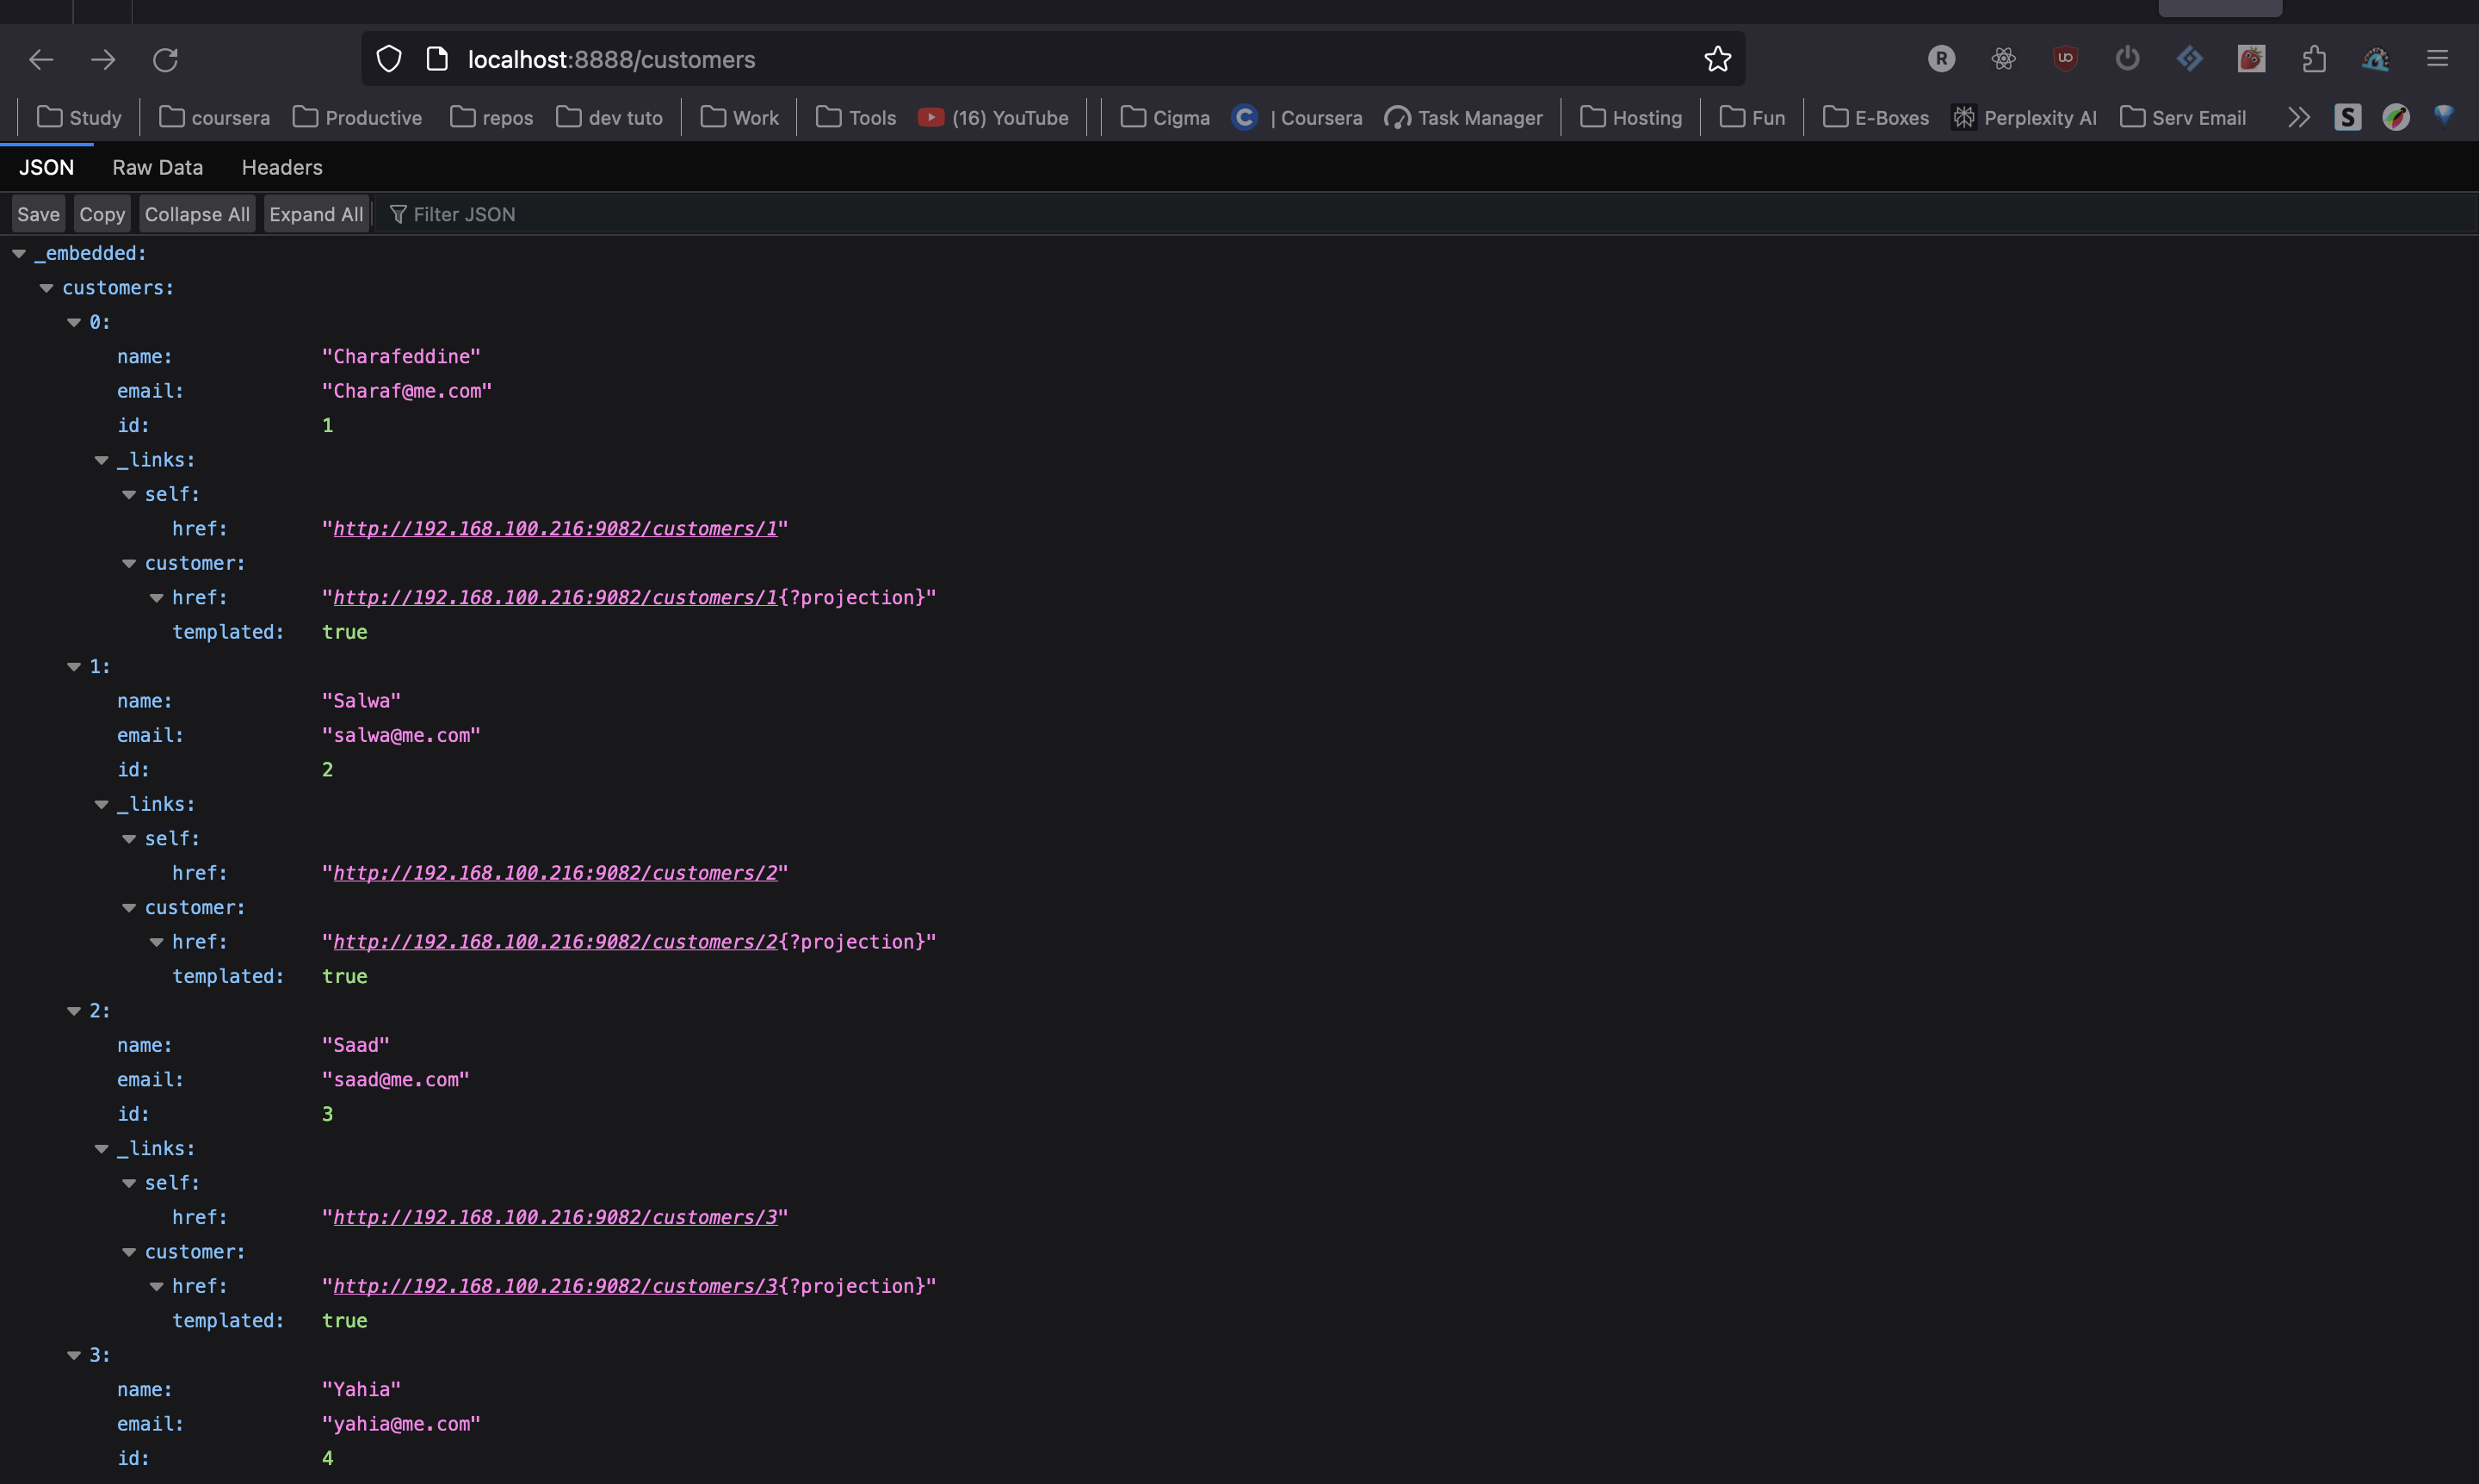 localhost:8888/customers
Study coursera Productive repos dev tuto Work Tools (16) YouTube Cigma | Coursera Task Manager Hosting Fun E-Boxes Perplexity AI Serv Email
JSON Raw Data Headers
Save Copy Collapse All Expand All Filter JSON
_embedded:
customers:
0:
name: "Charafeddine"
email: "Charaf@me.com"
id: 1
_links:
self:
href: "http://192.168.100.216:9082/customers/1"
customer:
href: "http://192.168.100.216:9082/customers/1{?projection}"
templated: true
1:
name: "Salwa"
email: "salwa@me.com"
id: 2
_links:
self:
href: "http://192.168.100.216:9082/customers/2"
customer:
href: "http://192.168.100.216:9082/customers/2{?projection}"
templated: true
2:
name: "Saad"
email: "saad@me.com"
id: 3
_links:
self:
href: "http://192.168.100.216:9082/customers/3"
customer:
href: "http://192.168.100.216:9082/customers/3{?projection}"
templated: true
3:
name: "Yahia"
email: "yahia@me.com"
id: 4